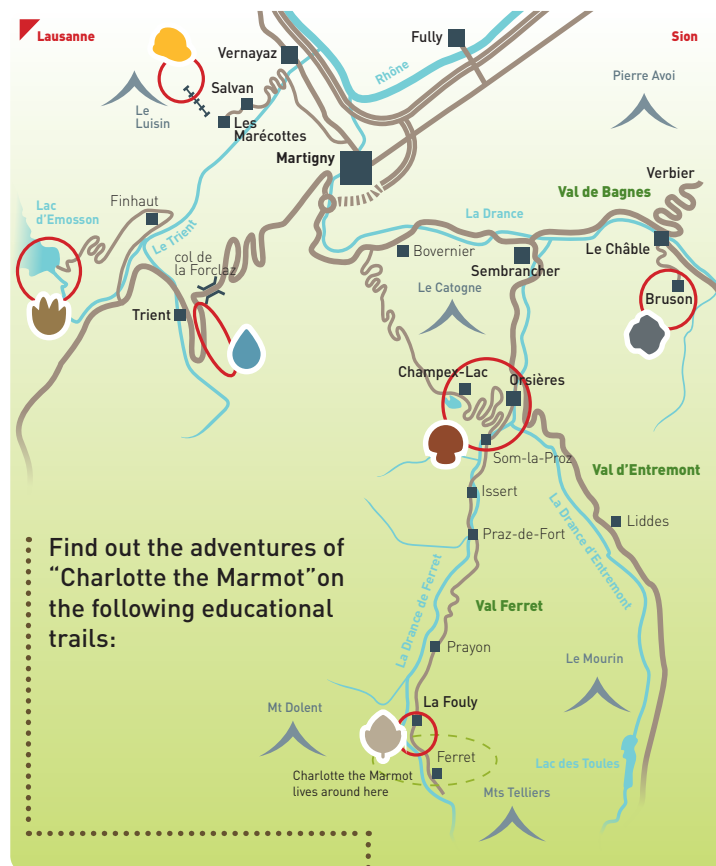 Lausanne
Fully
Sion
Vernayaz
Rhône
Pierre Avoi
Salvan
Le
Luisin
Les
Marécottes
Martigny
Verbier
Val de Bagnes
Finhaut
Lac
d'Emosson
La Drance
Le Trient
Le Châble
Bovernier
col de
la Forclaz
Sembrancher
Le Catogne
Bruson
Trient
Champex-Lac
Orsières
Som-la-Proz
Val d'Entremont
Issert
La Drance d'Entremont
Liddes
Praz-de-Fort
Find out the adventures of
“Charlotte the Marmot”on
the following educational
trails:
La Drance de Ferret
Val Ferret
Prayon
Le Mourin
La Fouly
Mt Dolent
Ferret
Lac des Toules
Charlotte the Marmot
lives around here
Mts Telliers